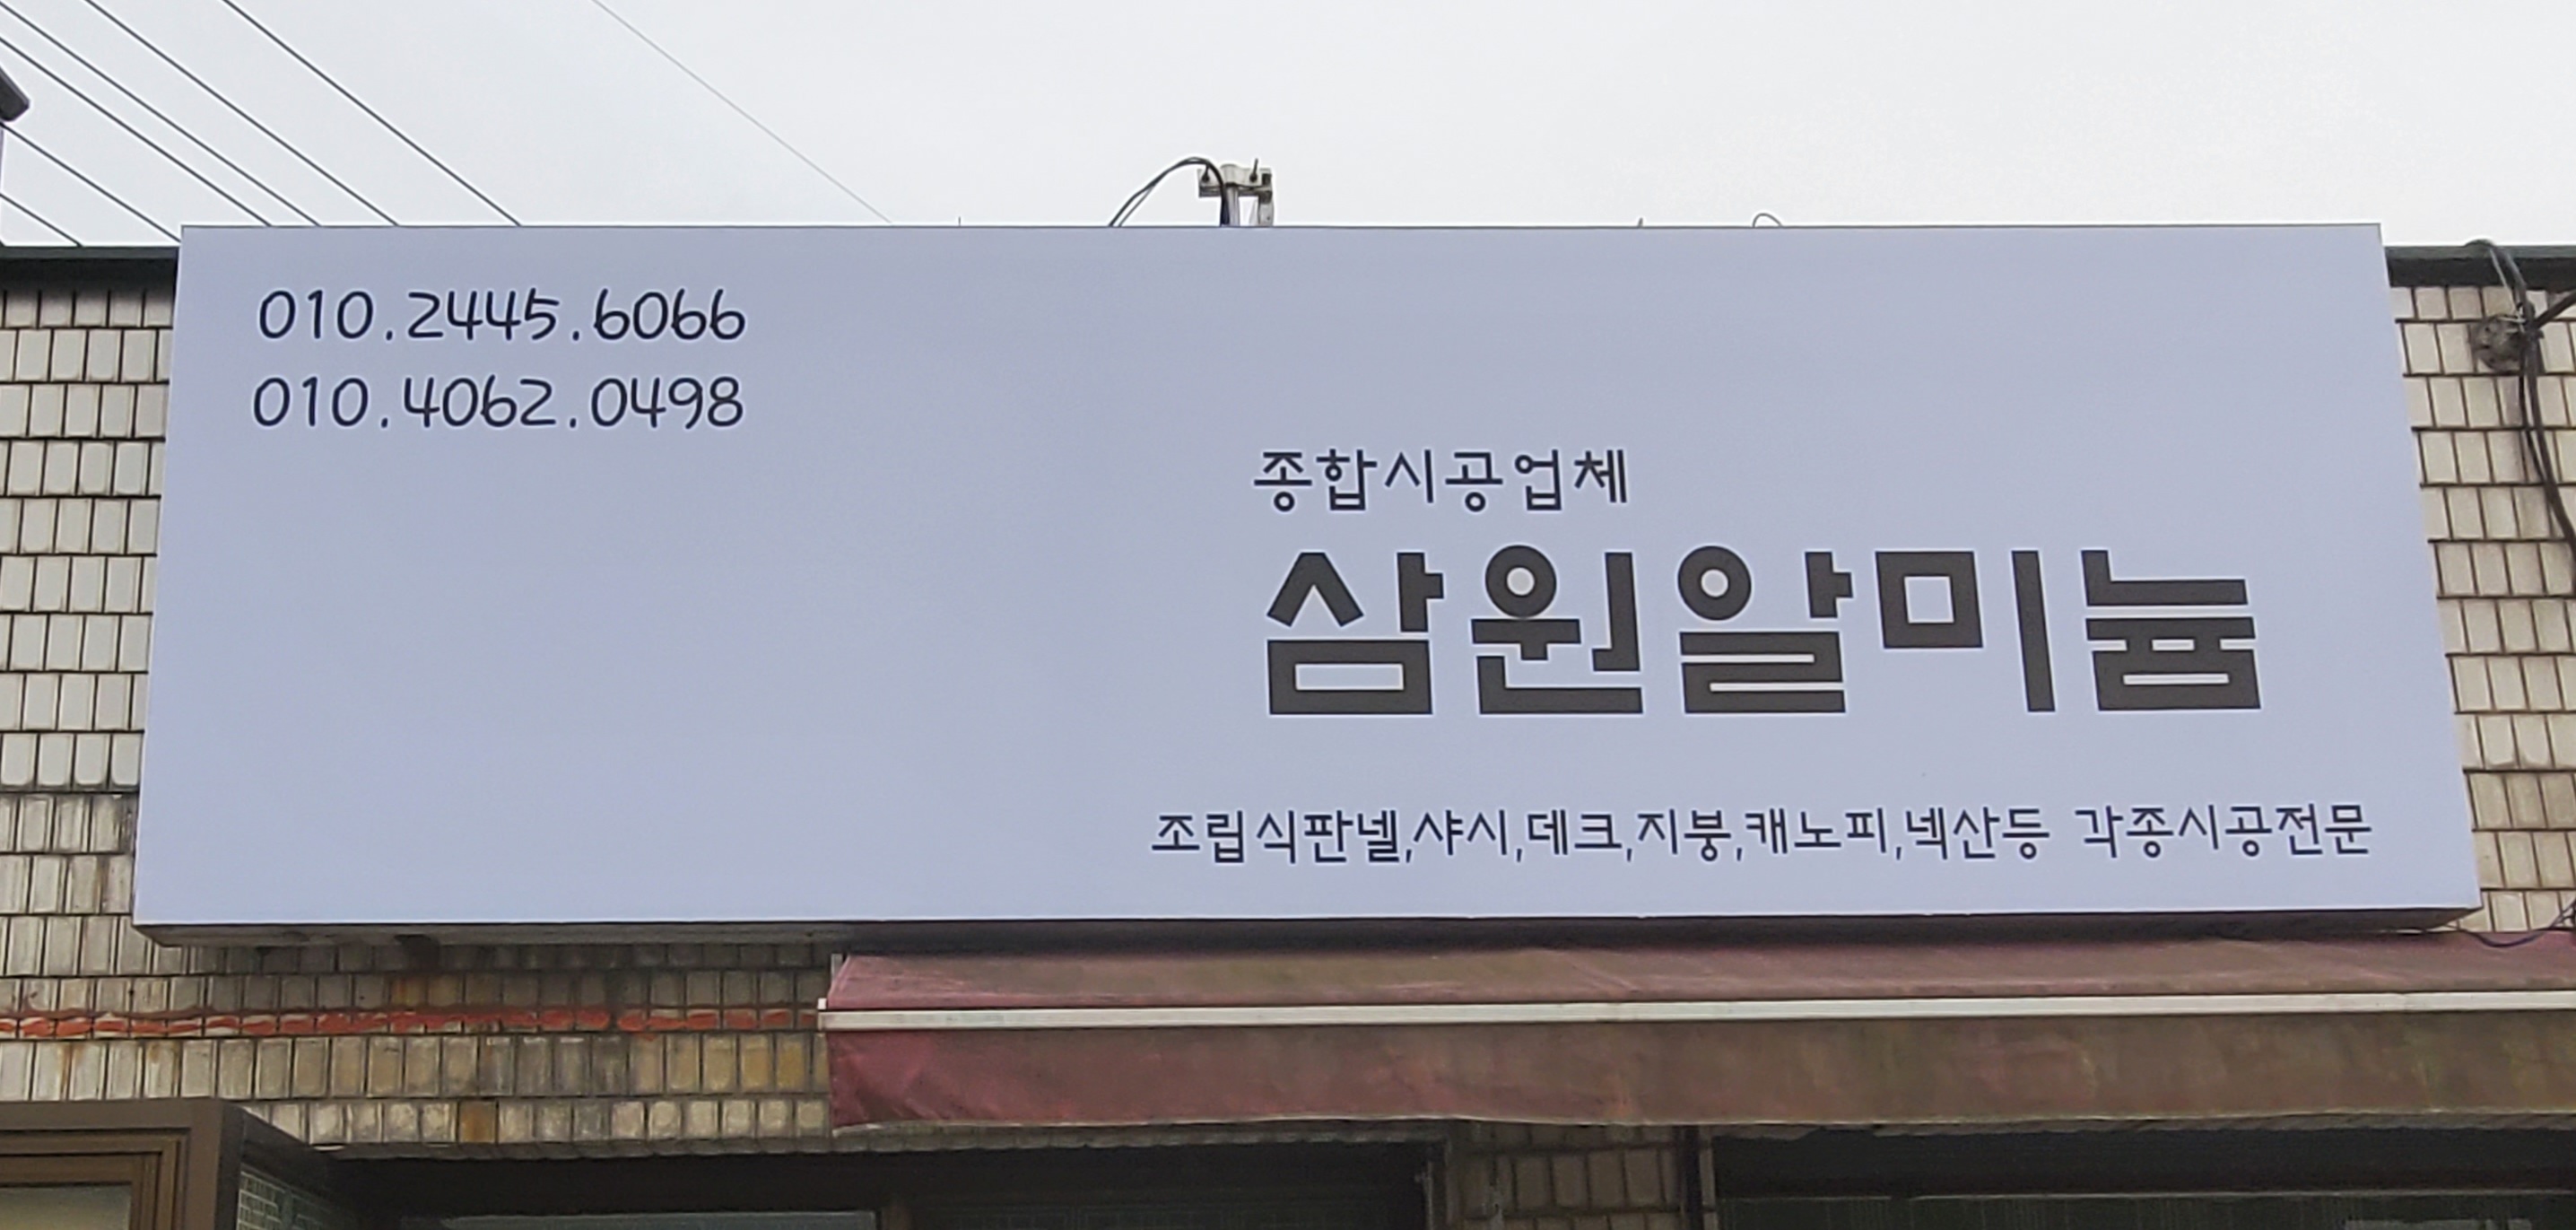 010.2445.6066
010.4062.0498
종합시공업체
삼원알미늄
조립식판넬,샤시,데크,지붕,캐노피,넥산등 각종시공전문